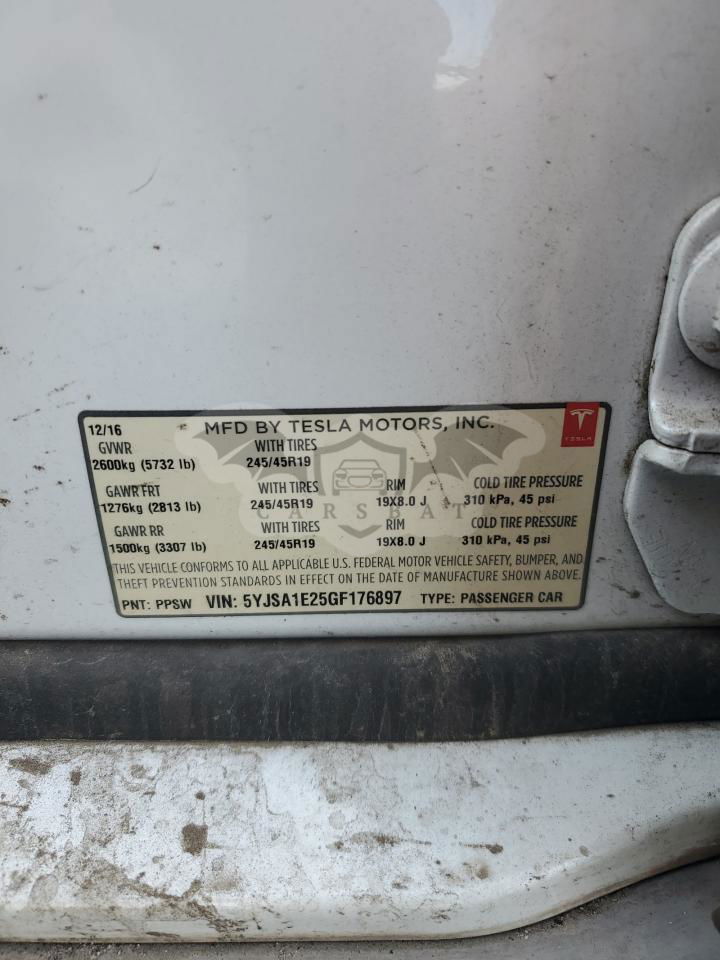 12/16 MFD BY TESLA MOTORS, INC.
GVWR WITH TIRES
2600kg (5732 lb) 245/45R19
TESLA
GAWR FRT WITH TIRES RIM COLD TIRE PRESSURE
1276kg (2813 lb) 245/45R19 19X8.0 J 310 kPa, 45 psi
CARSBAT
GAWR RR WITH TIRES RIM COLD TIRE PRESSURE
1500kg (3307 lb) 245/45R19 19X8.0 J 310 kPa, 45 psi
THIS VEHICLE CONFORMS TO ALL APPLICABLE U.S. FEDERAL MOTOR VEHICLE SAFETY, BUMPER, AND
THEFT PREVENTION STANDARDS IN EFFECT ON THE DATE OF MANUFACTURE SHOWN ABOVE.
PNT: PPSW VIN: 5YJSA1E25GF176897 TYPE: PASSENGER CAR